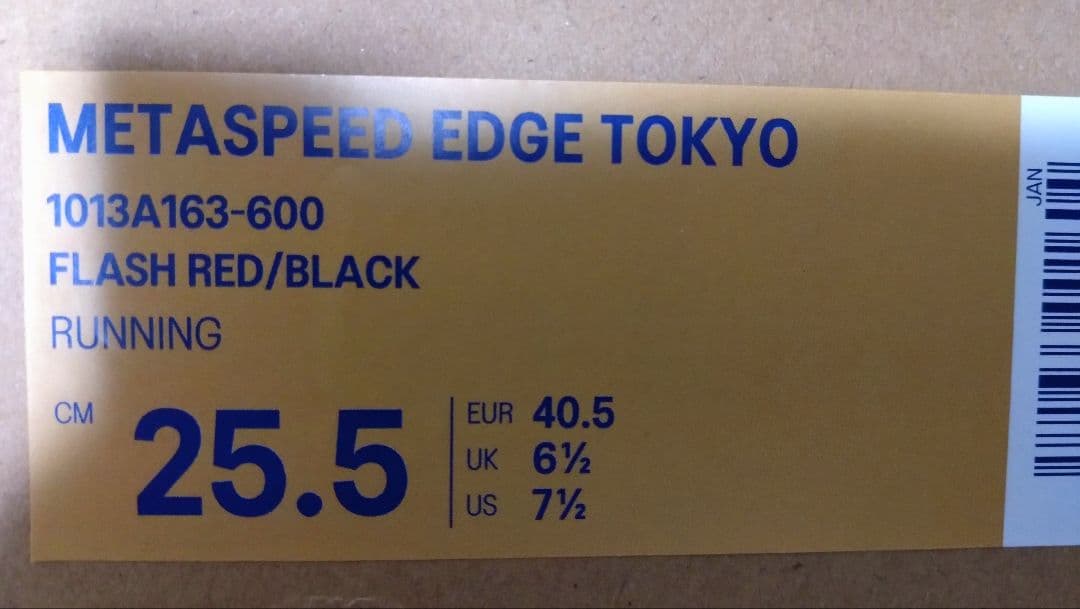 METASPEED EDGE TOKYO
1013A163-600
FLASH RED/BLACK
RUNNING
CM 25.5
EUR 40.5
UK 6½
US 7½
JAN